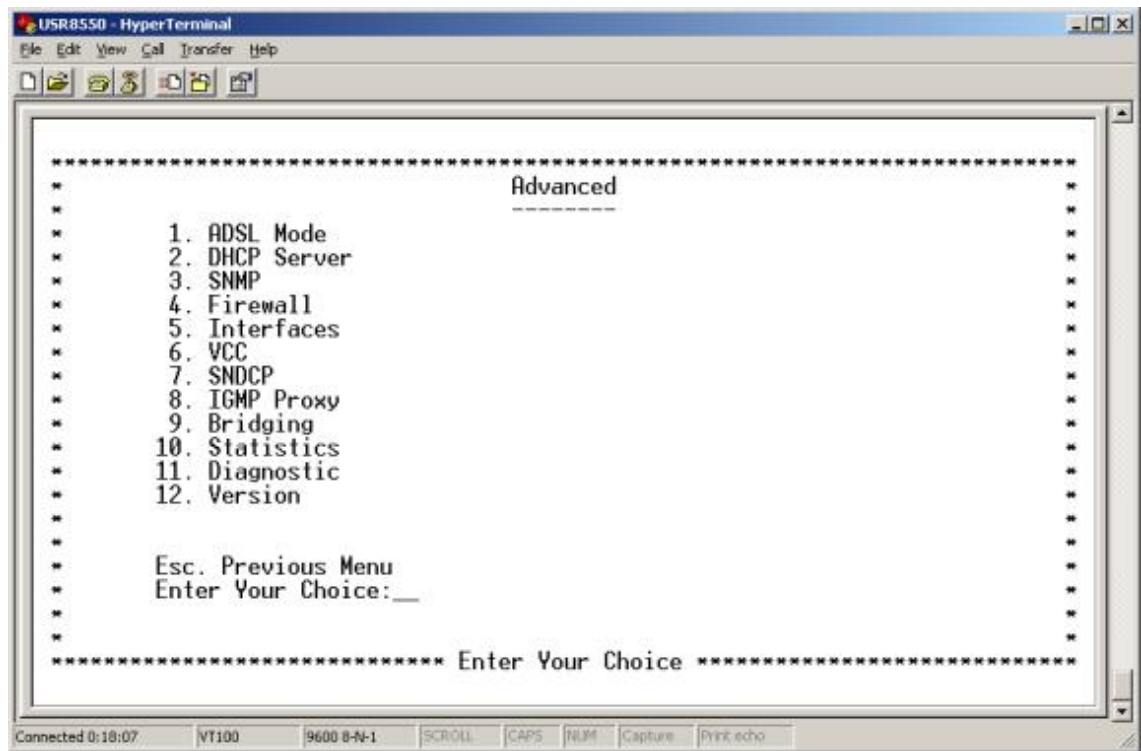 USR8550 - HyperTerminal
File Edit View Call Transfer Help
******************************************************************************
* Advanced *
* -------- *
* 1. ADSL Mode *
* 2. DHCP Server *
* 3. SNMP *
* 4. Firewall *
* 5. Interfaces *
* 6. VCC *
* 7. SNDCP *
* 8. IGMP Proxy *
* 9. Bridging *
* 10. Statistics *
* 11. Diagnostic *
* 12. Version *
* *
* *
* Esc. Previous Menu *
* Enter Your Choice:__ *
* *
* *
****************************** Enter Your Choice *****************************
Connected 0:18:07 VT100 9600 8-N-1 SCROLL CAPS NUM Capture Print echo